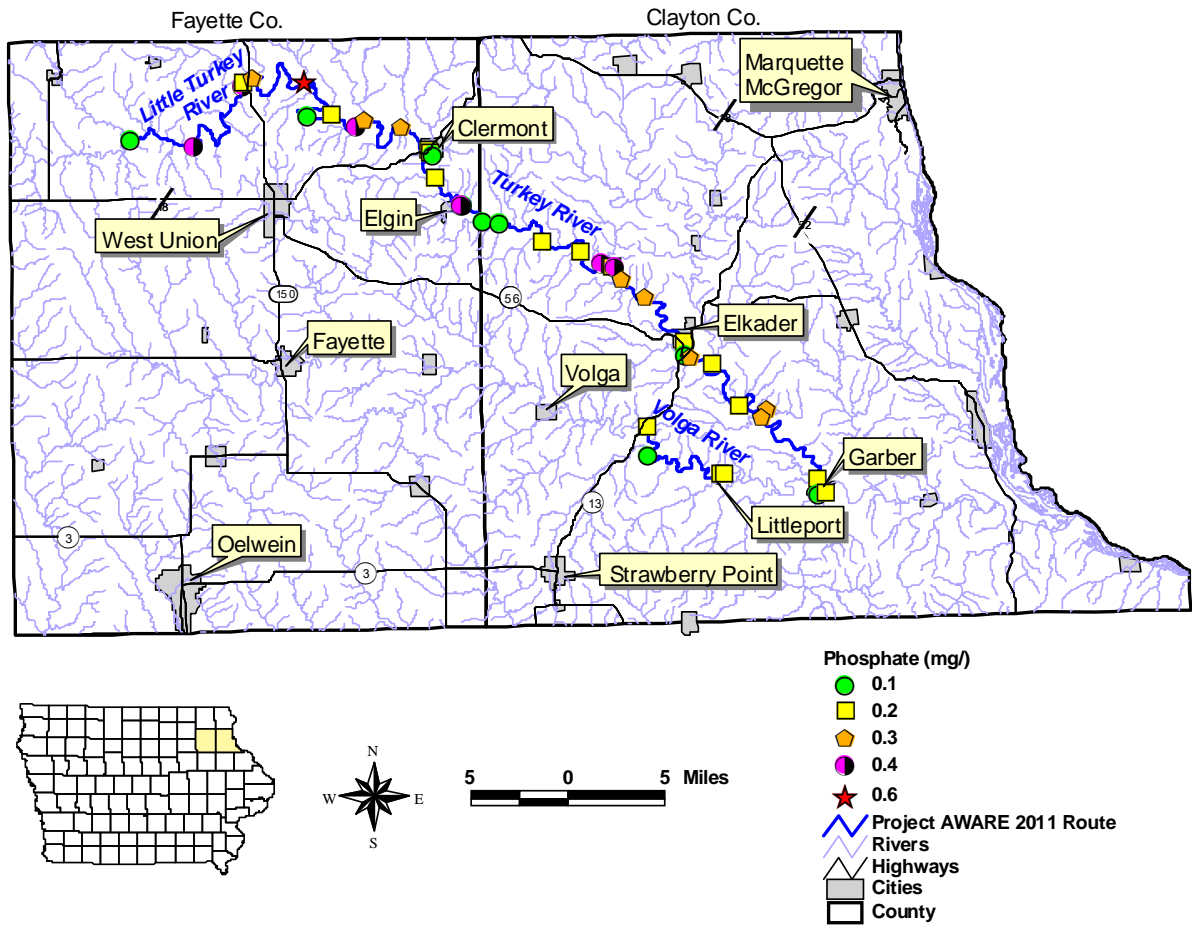 Fayette Co.
Clayton Co.
Little Turkey
River
Marquette
McGregor
Clermont
18
Turkey River
Elgin
West Union
52
150
56
Elkader
Fayette
Volga
Volga River
Garber
13
Littleport
3
Oelwein
3
Strawberry Point
Phosphate (mg/)
0.1
0.2
0.3
0.4
0.6
Project AWARE 2011 Route
Rivers
Highways
Cities
County
N
W E
S
5 0 5 Miles